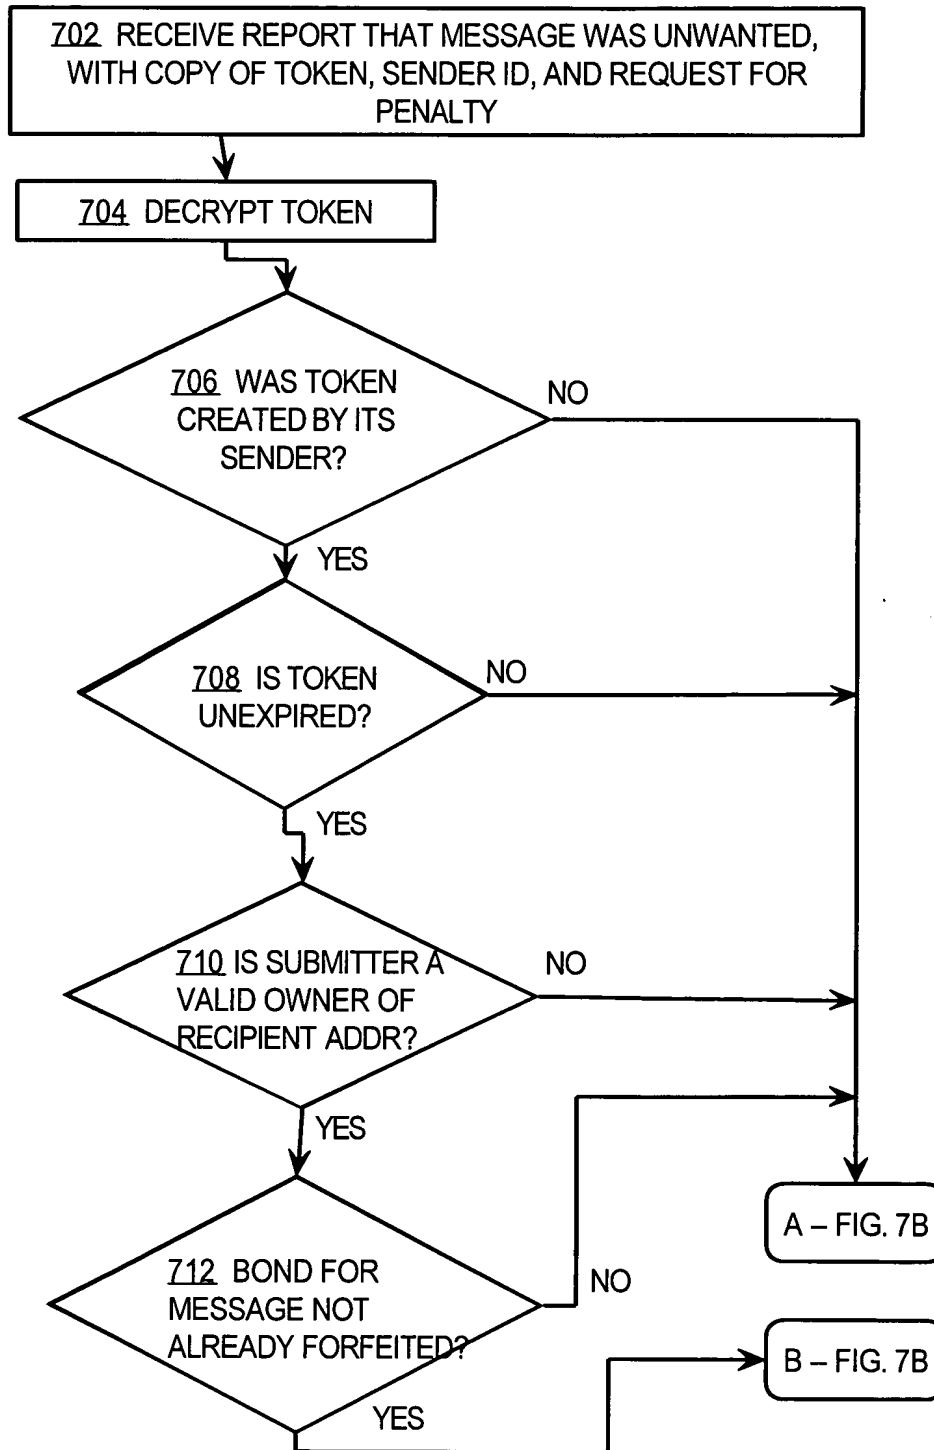 702 RECEIVE REPORT THAT MESSAGE WAS UNWANTED,
WITH COPY OF TOKEN, SENDER ID, AND REQUEST FOR
PENALTY
704 DECRYPT TOKEN
706 WAS TOKEN
CREATED BY ITS
SENDER?
NO
YES
708 IS TOKEN
UNEXPIRED?
NO
YES
710 IS SUBMITTER A
VALID OWNER OF
RECIPIENT ADDR?
NO
YES
A – FIG. 7B
712 BOND FOR
MESSAGE NOT
ALREADY FORFEITED?
NO
B – FIG. 7B
YES